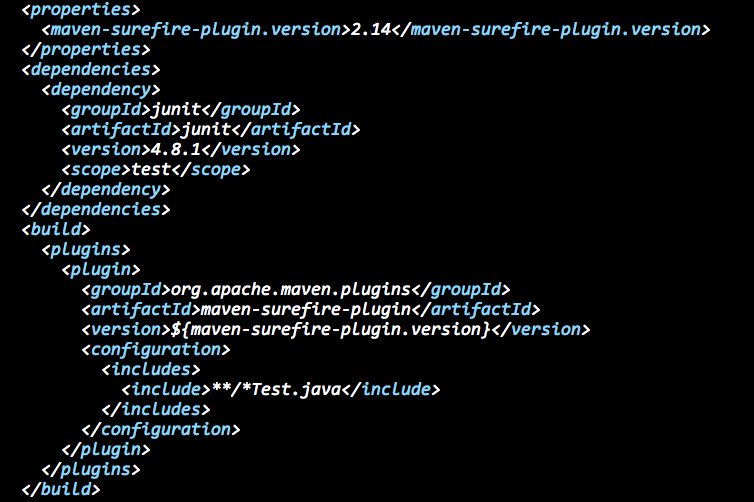 <properties>
<maven-surefire-plugin.version>2.14</maven-surefire-plugin.version>
</properties>
<dependencies>
<dependency>
<groupId>junit</groupId>
<artifactId>junit</artifactId>
<version>4.8.1</version>
<scope>test</scope>
</dependency>
</dependencies>
<build>
<plugins>
<plugin>
<groupId>org.apache.maven.plugins</groupId>
<artifactId>maven-surefire-plugin</artifactId>
<version>${maven-surefire-plugin.version}</version>
<configuration>
<includes>
<include>**/*Test.java</include>
</includes>
</configuration>
</plugin>
</plugins>
</build>